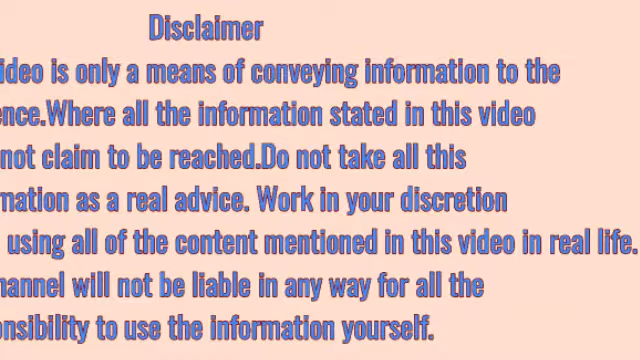 Disclaimer
ideo is only a means of conveying information to the
ence.Where all the information stated in this video
not claim to be reached.Do not take all this
mation as a real advice. Work in your discretion
using all of the content mentioned in this video in real life.
hannel will not be liable in any way for all the
onsibility to use the information yourself.